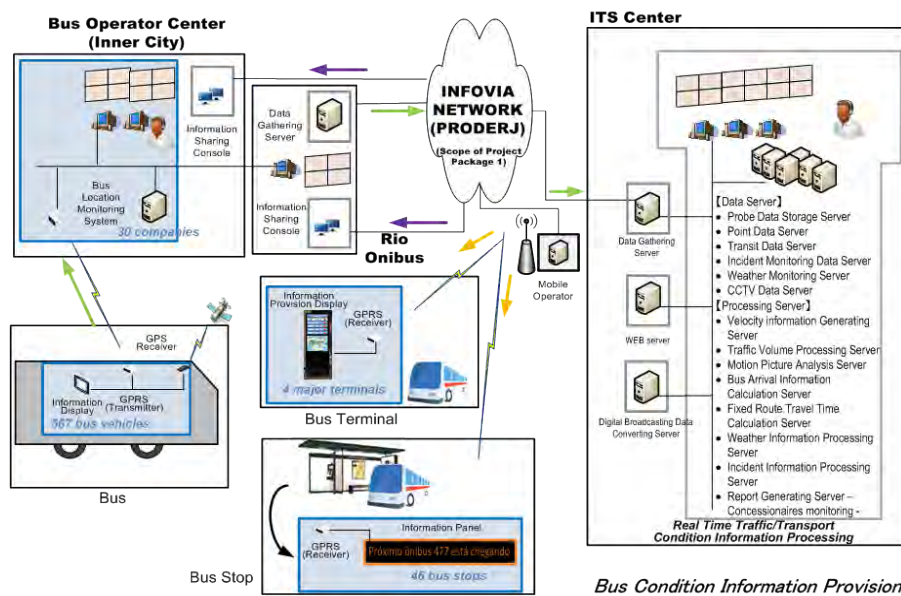 Bus Operator Center
(Inner City)
Information
Sharing
Console
Bus
Location
Monitoring
System
30 companies
Data
Gathering
Server
Information
Sharing
Console
Rio
Onibus
INFOVIA
NETWORK
(PRODERJ)
(Scope of Project
Package 1)
Mobile
Operator
GPS
Receiver
Information
Display
GPRS
(Transmitter)
567 bus vehicles
Bus
Information
Provision Display
GPRS
(Receiver)
4 major terminals
Bus Terminal
Information Panel
GPRS
(Receiver)
Próximo ônibus 477 está chegando
46 bus stops
Bus Stop
ITS Center
Data Gathering
Server
WEB server
Digital Broadcasting Data
Converting Server
【Data Server】
● Probe Data Storage Server
● Point Data Server
● Transit Data Server
● Incident Monitoring Data Server
● Weather Monitoring Server
● CCTV Data Server
【Processing Server】
● Velocity information Generating
Server
● Traffic Volume Processing Server
● Motion Picture Analysis Server
● Bus Arrival Information
Calculation Server
● Fixed Route.Travel Time
Calculation Server
● Weather Information Processing
Server
● Incident Information Processing
Server
● Report Generating Server –
Concessionaires monitoring -
Real Time Traffic/Transport
Condition Information Processing
Bus Condition Information Provision